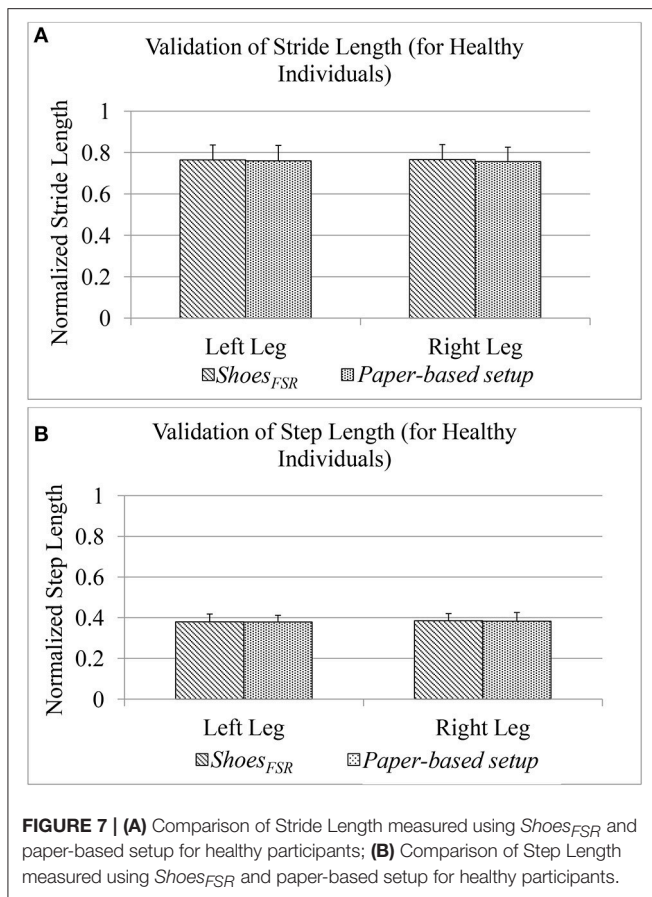 A
Validation of Stride Length (for Healthy
Individuals)
Normalized Stride Length
1
0.8
0.6
0.4
0.2
0
Left Leg Right Leg
ShoesFSR Paper-based setup
B
Validation of Step Length (for Healthy
Individuals)
Normalized Step Length
1
0.8
0.6
0.4
0.2
0
Left Leg Right Leg
ShoesFSR Paper-based setup
FIGURE 7 | (A) Comparison of Stride Length measured using ShoesFSR and
paper-based setup for healthy participants; (B) Comparison of Step Length
measured using ShoesFSR and paper-based setup for healthy participants.